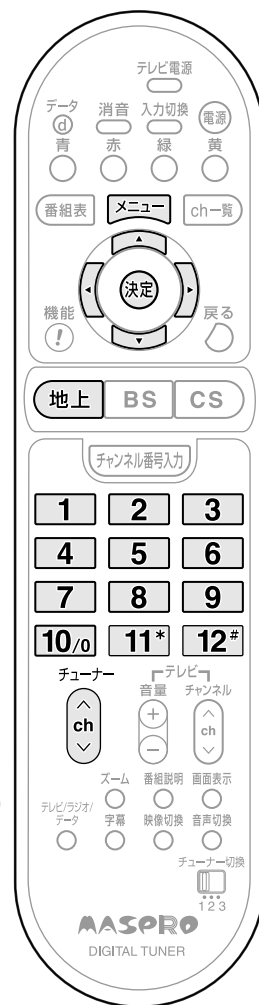 テレビ電源
データ 消音 入力切換 電源
d
青 赤 緑 黄
番組表 メニュー ch一覧
決定
機能 戻る
!
地上 BS CS
チャンネル番号入力
1 2 3
4 5 6
7 8 9
10/0 11* 12#
チューナー テレビ
音量 チャンネル
ch + ch
−
ズーム 番組説明 画面表示
テレビ/ラジオ/
データ 字幕 映像切換 音声切換
チューナー切換
1 2 3
MASPRO
DIGITAL TUNER